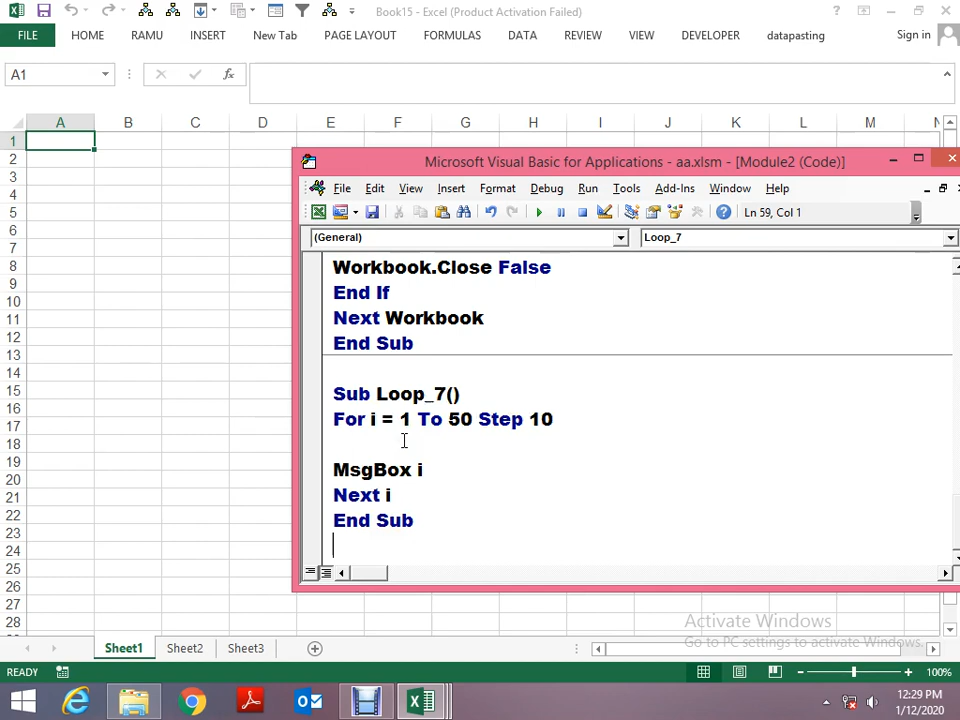 Book15 - Excel (Product Activation Failed)
FILE HOME RAMU INSERT New Tab PAGE LAYOUT FORMULAS DATA REVIEW VIEW DEVELOPER datapasting Sign in
A1 fx
A B C D E F G H I J K L M N
1
2
3
4
5
6
7
8
9
10
11
12
13
14
15
16
17
18
19
20
21
22
23
24
25
26
27
28
Microsoft Visual Basic for Applications - aa.xlsm - [Module2 (Code)]
File Edit View Insert Format Debug Run Tools Add-Ins Window Help
Ln 59, Col 1
(General) Loop_7
Workbook.Close False
End If
Next Workbook
End Sub
Sub Loop_7()
For i = 1 To 50 Step 10
MsgBox i
Next i
End Sub
Activate Windows
Go to PC settings to activate Windows.
Sheet1 Sheet2 Sheet3
READY 100%
12:29 PM
1/12/2020